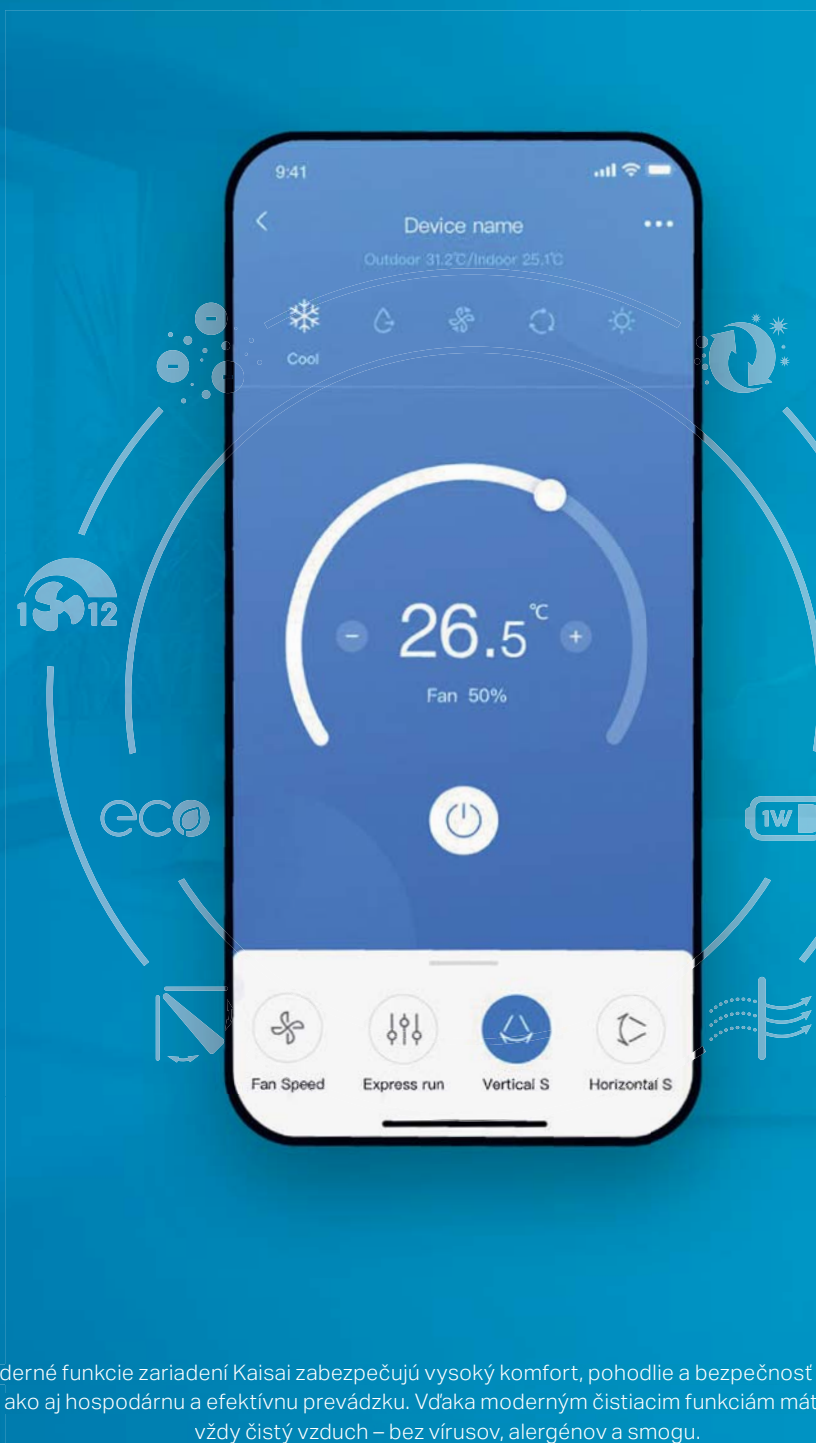 9:41
Device name
Outdoor 31.2℃/Indoor 25.1℃
Cool
1 12
26.5℃
- +
Fan 50%
eco
1W
Fan Speed Express run Vertical S Horizontal S
derné funkcie zariadení Kaisai zabezpečujú vysoký komfort, pohodlie a bezpečnosť
ako aj hospodárnu a efektívnu prevádzku. Vďaka moderným čistiacim funkciám mát
vždy čistý vzduch – bez vírusov, alergénov a smogu.